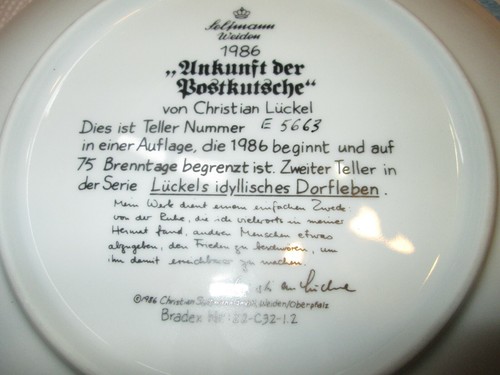 Seltmann
Weiden
1986
„Ankunft der
Postkutsche“
von Christian Lückel
Dies ist Teller Nummer E 5663
in einer Auflage, die 1986 beginnt und auf
75 Brenntage begrenzt ist. Zweiter Teller in
der Serie Lückels idyllisches Dorfleben.
Mein Werk dient einem einfachen Zweck:
von der Ruhe, die ich vielerorts in meiner
Heimat fand, andern Menschen etwas
abzugeben, den Frieden zu beschwören, um
ihn damit erreichbar zu machen.
Lückel
©1986 Christian Weiden/Oberpfalz
Bradex Nr: 22-C32-1.2